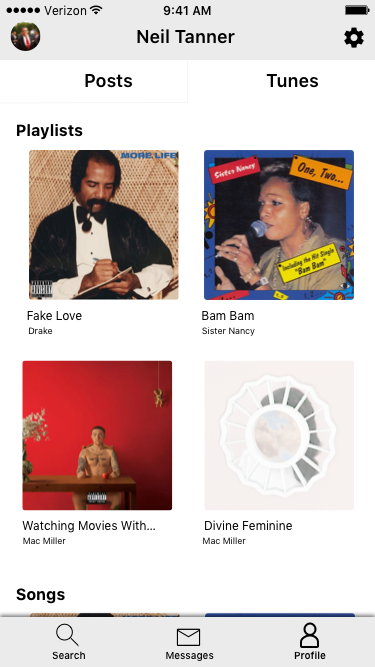 Verizon 9:41 AM
Neil Tanner
Posts Tunes
Playlists
MORE LIFE
Sister Nancy
One, Two...
Including the Hit Single
"Bam Bam"
Fake Love
Drake
Bam Bam
Sister Nancy
Watching Movies With...
Mac Miller
Divine Feminine
Mac Miller
Songs
Search Messages Profile